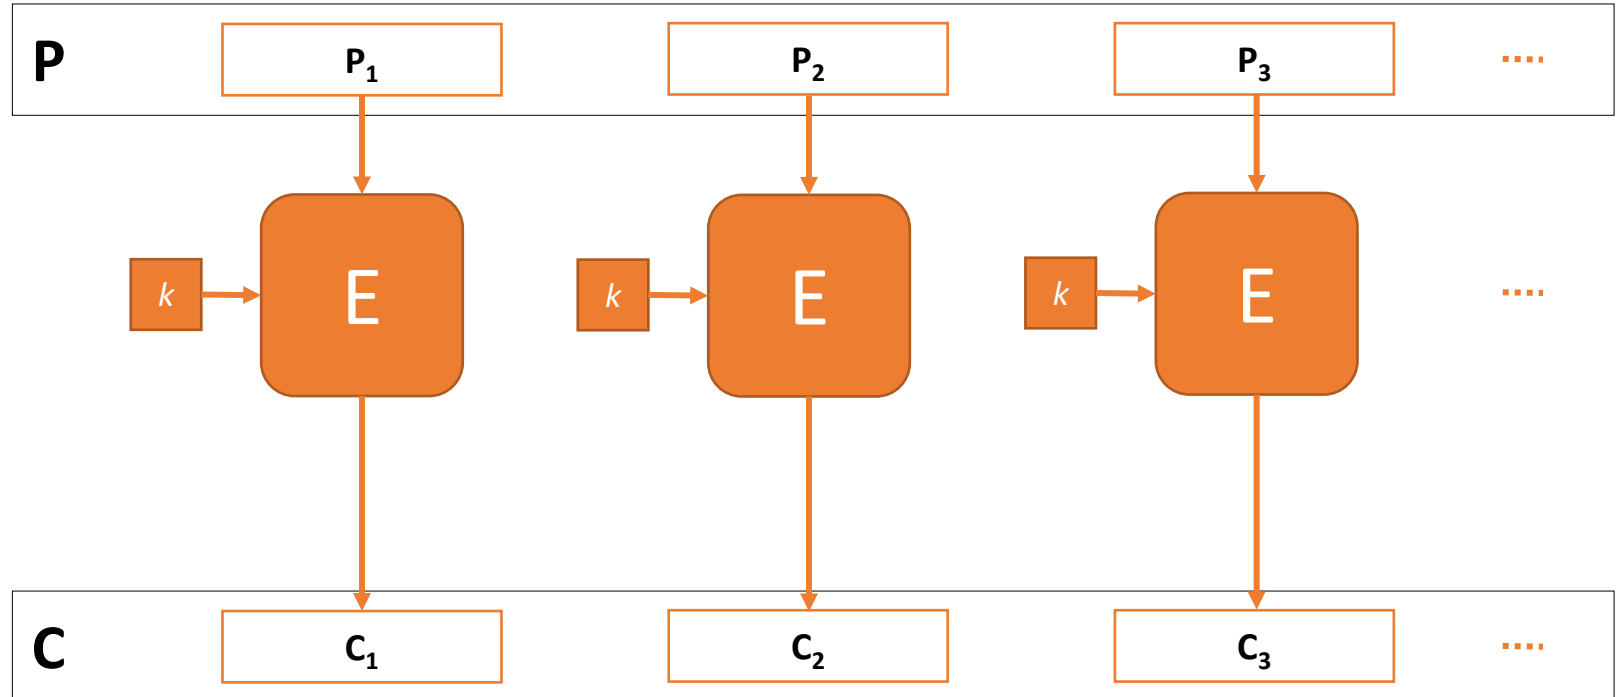 P P₁ P₂ P₃ ....
k E k E k E ....
C C₁ C₂ C₃ ....